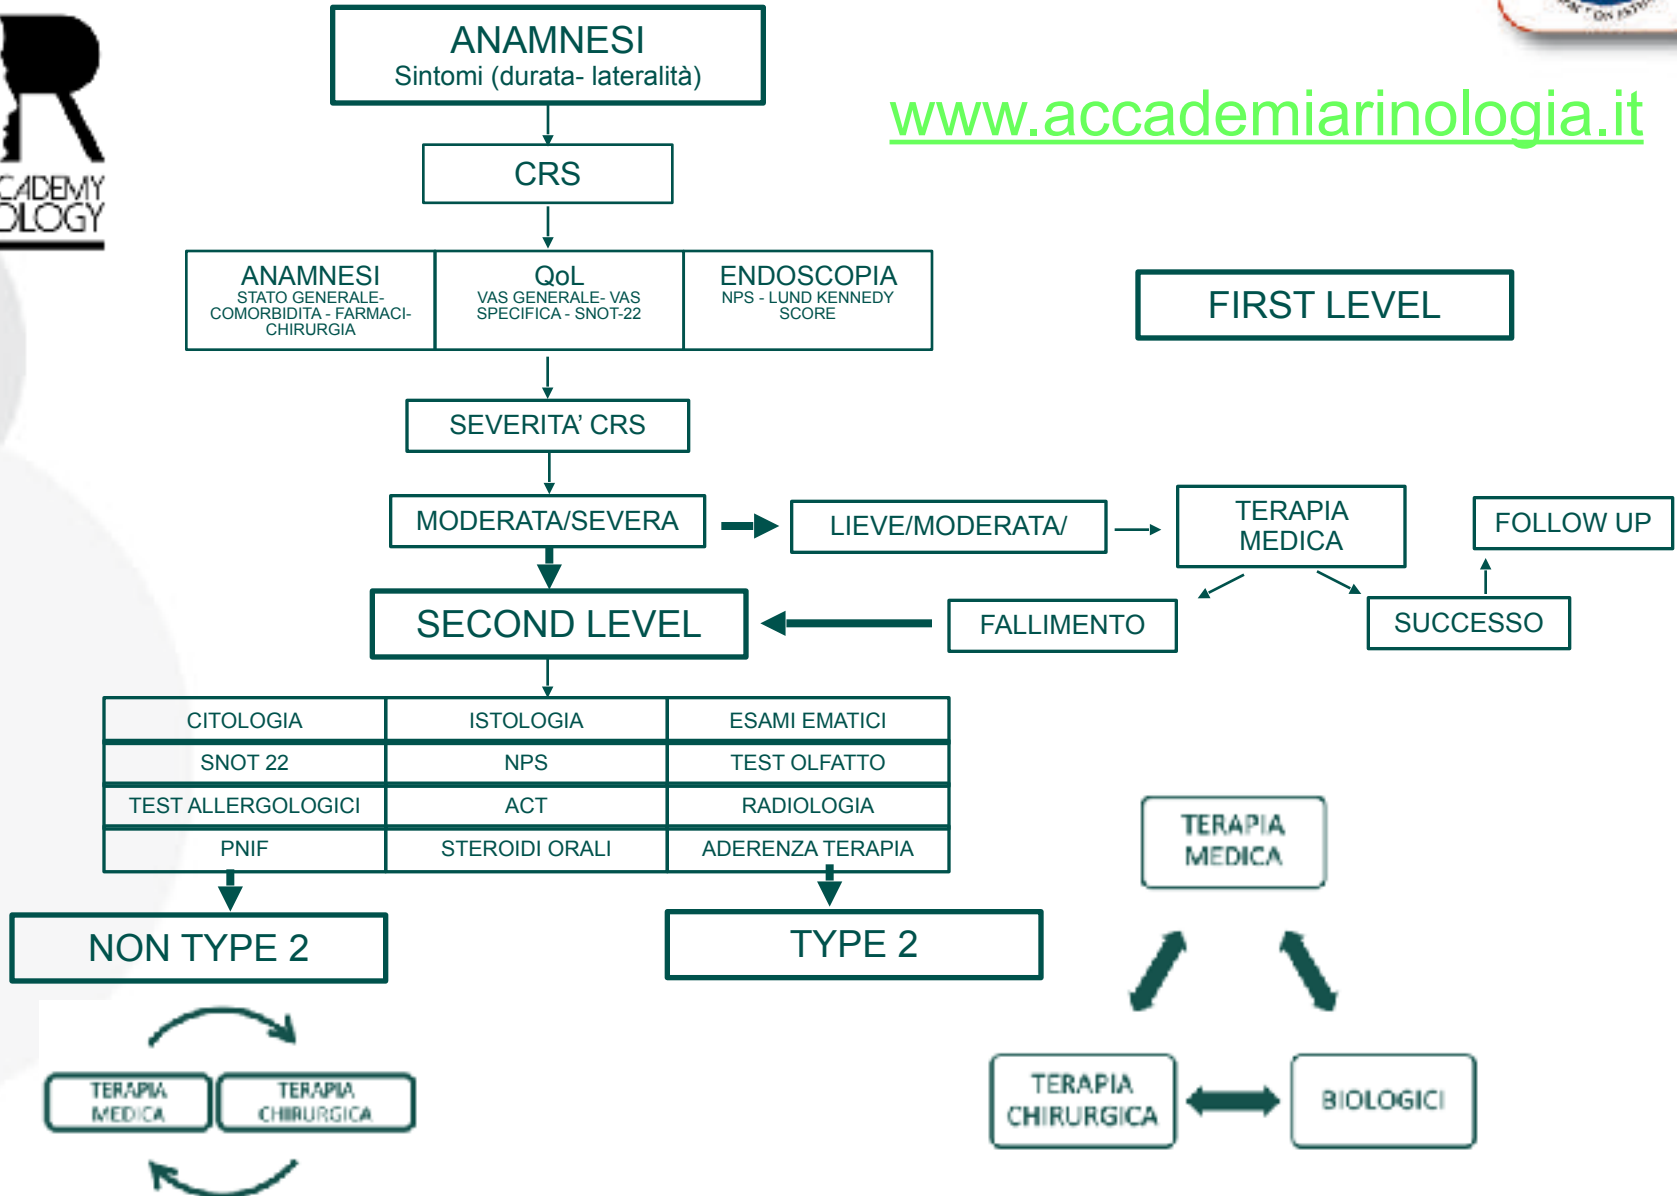 ANAMNESI
Sintomi (durata- lateralità)
www.accademiarinologia.it
CADEMY
OLOGY
CRS
ANAMNESI
STATO GENERALE-
COMORBIDITA - FARMACI-
CHIRURGIA
QoL
VAS GENERALE- VAS
SPECIFICA - SNOT-22
ENDOSCOPIA
NPS - LUND KENNEDY
SCORE
FIRST LEVEL
SEVERITA’ CRS
MODERATA/SEVERA
LIEVE/MODERATA/
TERAPIA
MEDICA
FOLLOW UP
SECOND LEVEL
FALLIMENTO
SUCCESSO
CITOLOGIA
ISTOLOGIA
ESAMI EMATICI
SNOT 22
NPS
TEST OLFATTO
TEST ALLERGOLOGICI
ACT
RADIOLOGIA
PNIF
STEROIDI ORALI
ADERENZA TERAPIA
NON TYPE 2
TYPE 2
TERAPIA
MEDICA
TERAPIA
CHIRURGICA
TERAPIA
MEDICA
TERAPIA
CHIRURGICA
BIOLOGICI